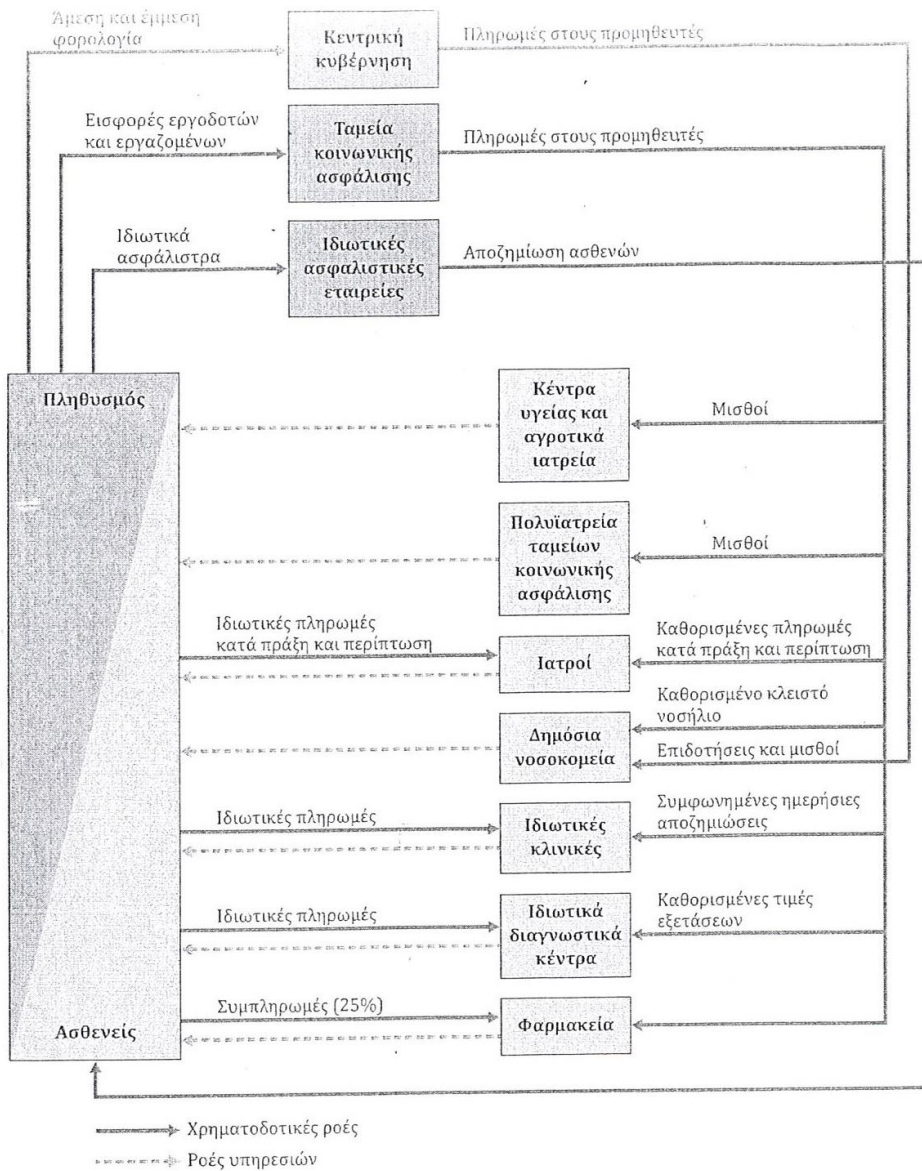 Άμεση και έμμεση
φορολογία
Κεντρική
κυβέρνηση
Πληρωμές στους προμηθευτές
Εισφορές εργοδοτών
και εργαζομένων
Ταμεία
κοινωνικής
ασφάλισης
Πληρωμές στους προμηθευτές
Ιδιωτικά
ασφάλιστρα
Ιδιωτικές
ασφαλιστικές
εταιρείες
Αποζημίωση ασθενών
Πληθυσμός
Κέντρα
υγείας και
αγροτικά
ιατρεία
Μισθοί
Πολυϊατρεία
ταμείων
κοινωνικής
ασφάλισης
Μισθοί
Ιδιωτικές πληρωμές
κατά πράξη και περίπτωση
Ιατροί
Καθορισμένες πληρωμές
κατά πράξη και περίπτωση
Δημόσια
νοσοκομεία
Καθορισμένο κλειστό
νοσήλιο
Επιδοτήσεις και μισθοί
Ιδιωτικές πληρωμές
Ιδιωτικές
κλινικές
Συμφωνημένες ημερήσιες
αποζημιώσεις
Ιδιωτικές πληρωμές
Ιδιωτικά
διαγνωστικά
κέντρα
Καθορισμένες τιμές
εξετάσεων
Ασθενείς
Συμπληρωμές (25%)
Φαρμακεία
Χρηματοδοτικές ροές
Ροές υπηρεσιών